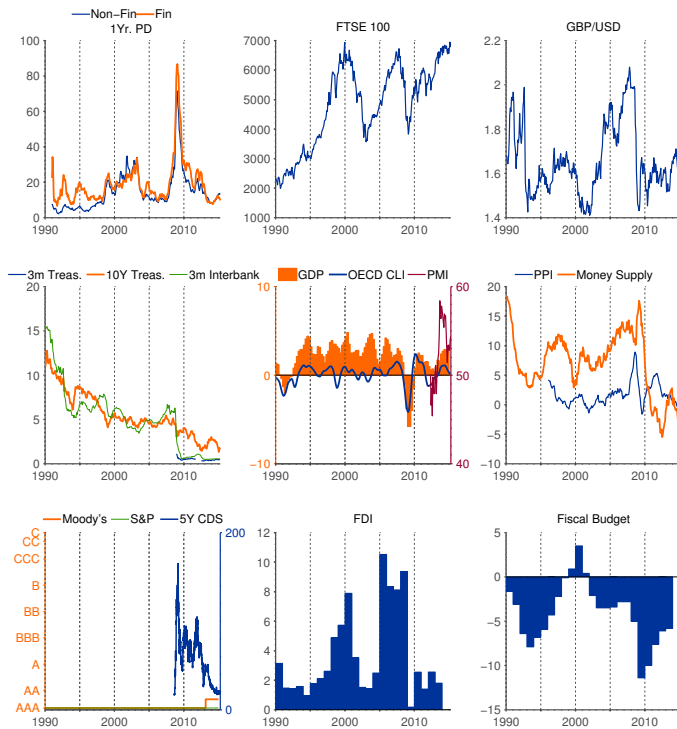 Non−Fin Fin
1Yr. PD
100
80
60
40
20
0
1990 2000 2010
FTSE 100
7000
6000
5000
4000
3000
2000
1000
1990 2000 2010
GBP/USD
2.2
2
1.8
1.6
1.4
1990 2000 2010
3m Treas. 10Y Treas. 3m Interbank
20
15
10
5
0
1990 2000 2010
GDP OECD CLI PMI
10 60
0 50
−10 40
1990 2000 2010
PPI Money Supply
20
15
10
5
0
−5
−10
1990 2000 2010
Moody's S&P 5Y CDS
C 200
CC
CCC
B
BB
BBB
A
AA
AAA 0
1990 2000 2010
FDI
12
10
8
6
4
2
0
1990 2000 2010
Fiscal Budget
5
0
−5
−10
−15
1990 2000 2010